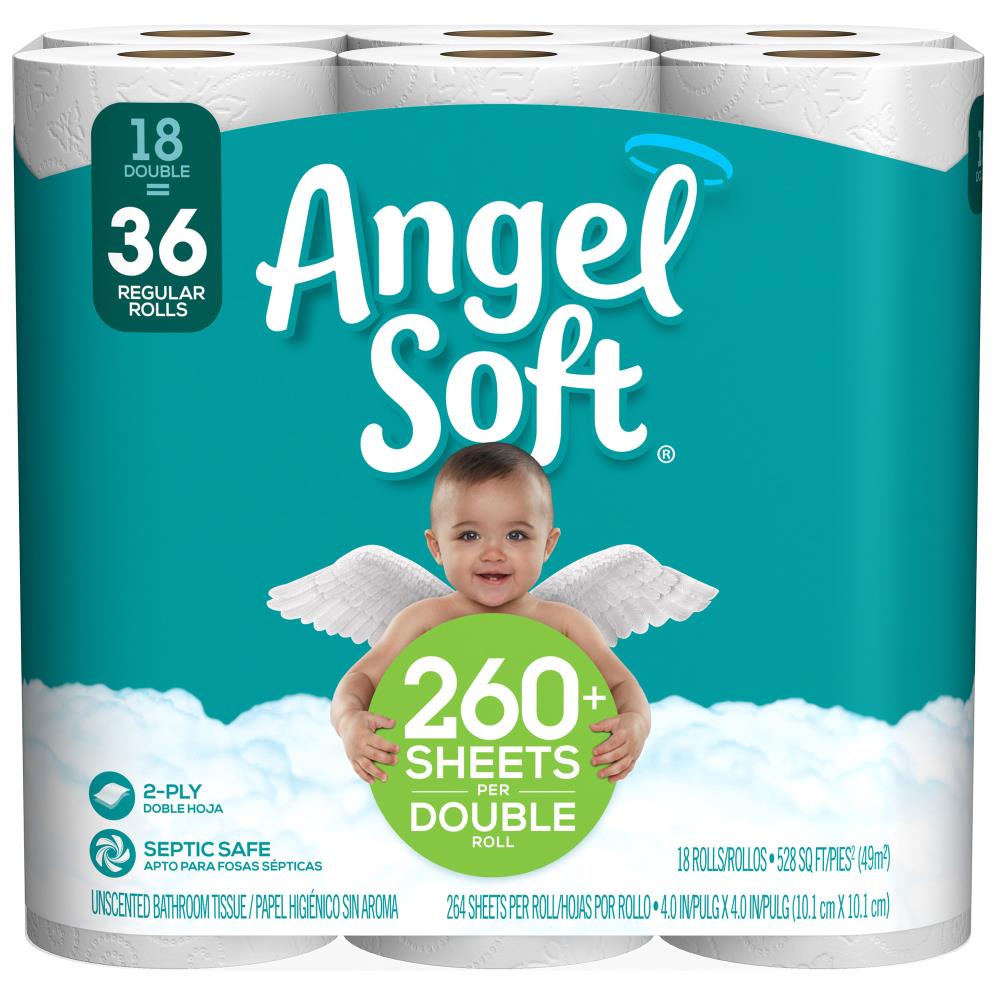 18
DOUBLE
=
36
REGULAR
ROLLS
Angel
Soft®
260+
SHEETS
PER
DOUBLE
ROLL
2-PLY
DOBLE HOJA
SEPTIC SAFE
APTO PARA FOSAS SÉPTICAS
18 ROLLS/ROLLOS • 528 SQ FT/PIES² (49m²)
UNSCENTED BATHROOM TISSUE / PAPEL HIGIÉNICO SIN AROMA
264 SHEETS PER ROLL/HOJAS POR ROLLO • 4.0 IN/PULG X 4.0 IN/PULG (10.1 cm X 10.1 cm)